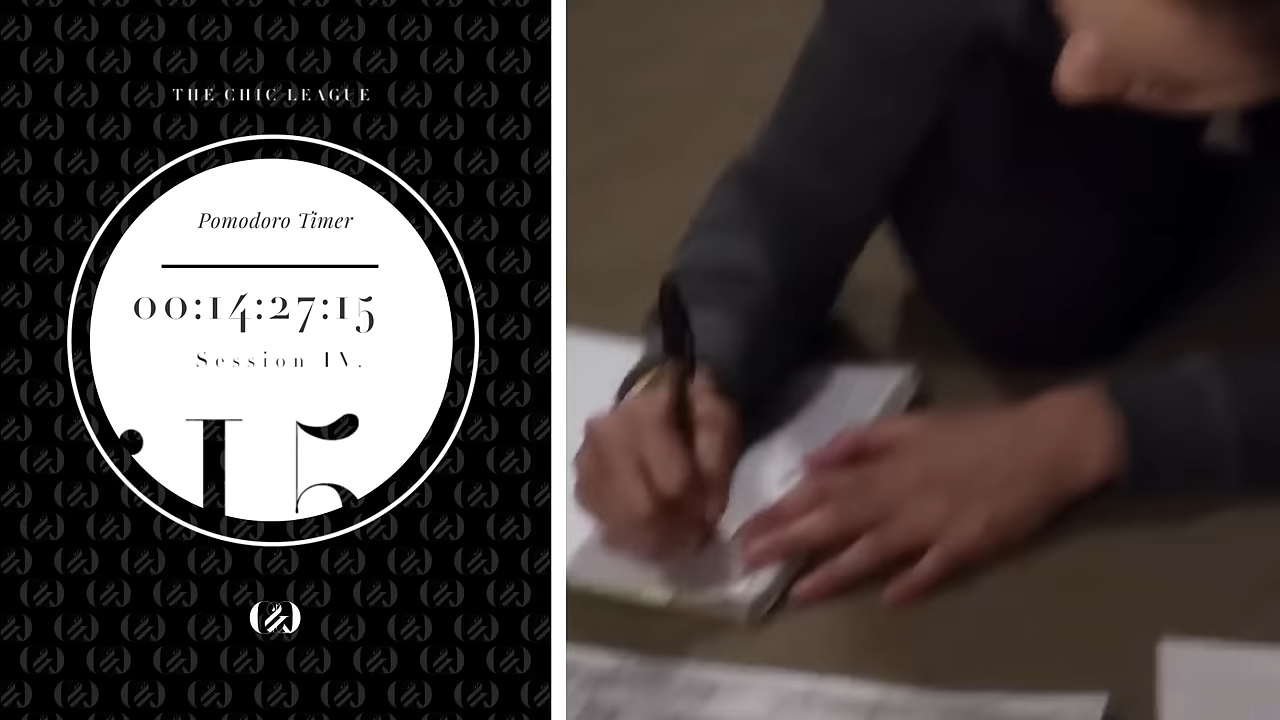 THE CHIC LEAGUE
Pomodoro Timer
00:14:27:15
Session IV.
:15